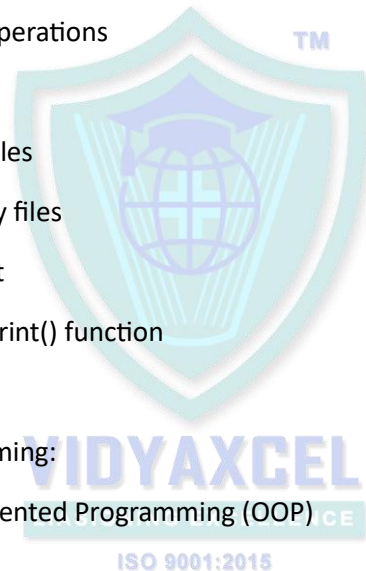 perations
TM
les
y files
t
rint() function
ming:
VIDYAXCEL
ented Programming (OOP)
ISO 9001:2015